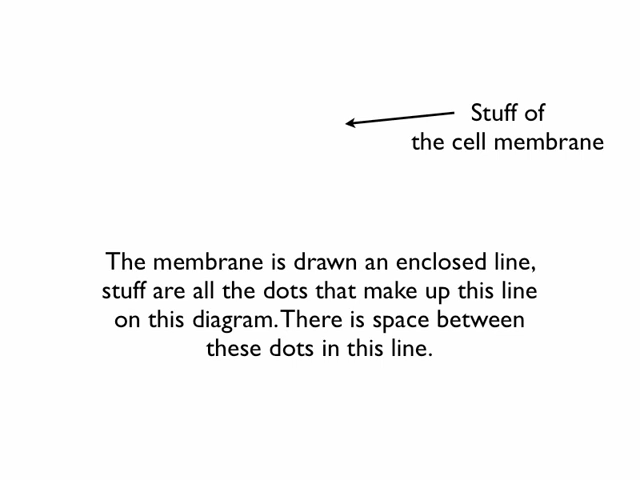 Stuff of
the cell membrane
The membrane is drawn an enclosed line,
stuff are all the dots that make up this line
on this diagram. There is space between
these dots in this line.